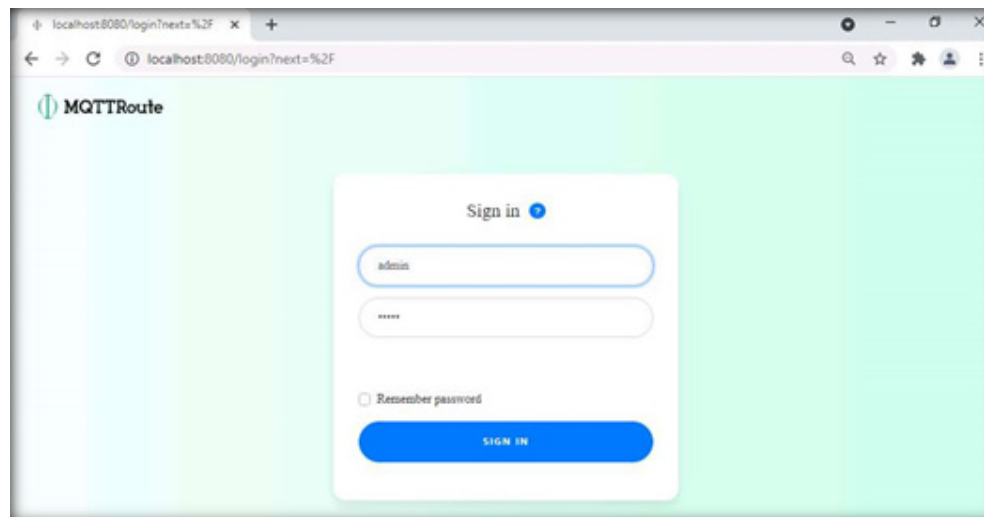 localhost:8080/login?next=%2F
localhost:8080/login?next=%2F
MQTTRoute
Sign in ?
admin
•••••
Remember password
SIGN IN